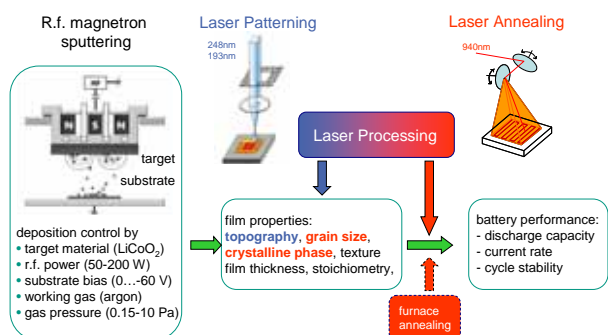 R.f. magnetron
sputtering
Laser Patterning
Laser Annealing
248nm
193nm
940nm
N
S
N
target
substrate
Laser Processing
deposition control by
• target material (LiCoO₂)
• r.f. power (50-200 W)
• substrate bias (0…-60 V)
• working gas (argon)
• gas pressure (0.15-10 Pa)
film properties:
topography, grain size,
crystalline phase, texture
film thickness, stoichiometry,
battery performance:
- discharge capacity
- current rate
- cycle stability
furnace
annealing